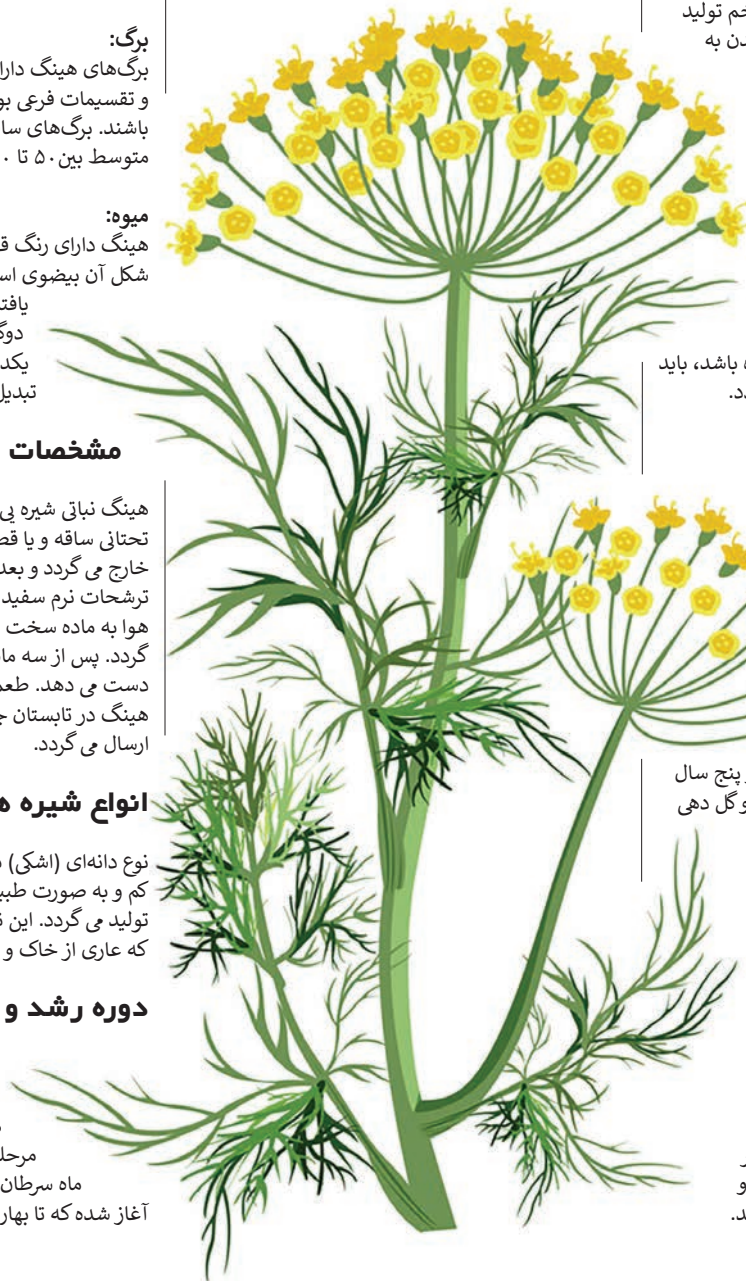 خم تولید
دن به
باشد، باید
دد.
پنج سال
و گل دهی
ر
و
د.
برگ:
برگ‌های هینگ دارا
و تقسیمات فرعی بو
باشند. برگ‌های سا
متوسط بین۵۰ تا ۰
میوه:
هینگ دارای رنگ ق
شکل آن بیضوی اس
یافت
دوگ
یکد
تبدیل
مشخصات
هینگ نباتی شیره یی
تحتانی ساقه و یا قط
خارج می گردد و بعد
ترشحات نرم سفید
هوا به ماده سخت
گردد. پس از سه ما
دست می دهد. طعم
هینگ در تابستان ج
ارسال می گردد.
انواع شیره ه
نوع دانه‌ای (اشکی)
کم و به صورت طبی
تولید می گردد. این ن
که عاری از خاک و
دوره رشد و
مرحل
ماه سرطان
آغاز شده که تا بهار